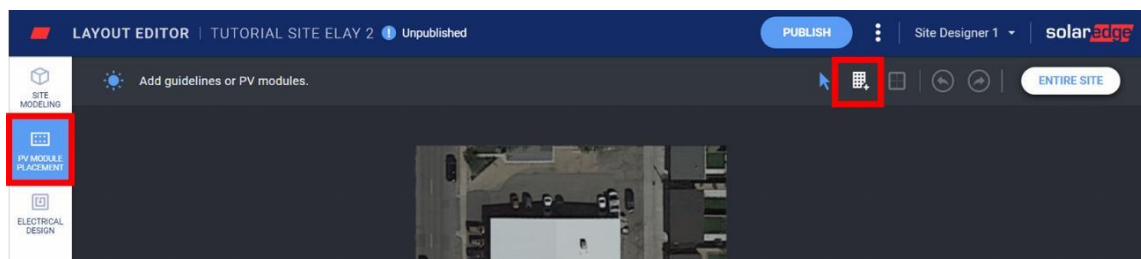 LAYOUT EDITOR | TUTORIAL SITE ELAY 2 ! Unpublished PUBLISH Site Designer 1 solaredge
SITE
MODELING
Add guidelines or PV modules. ENTIRE SITE
PV MODULE
PLACEMENT
ELECTRICAL
DESIGN